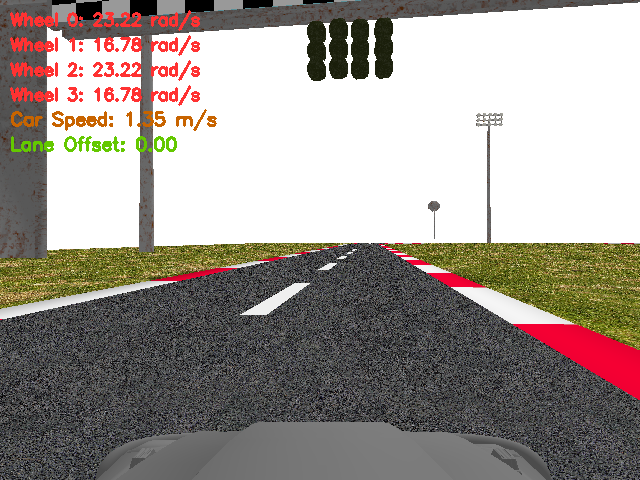 Wheel 0: 23.22 rad/s
Wheel 1: 16.78 rad/s
Wheel 2: 23.22 rad/s
Wheel 3: 16.78 rad/s
Car Speed: 1.35 m/s
Lane Offset: 0.00